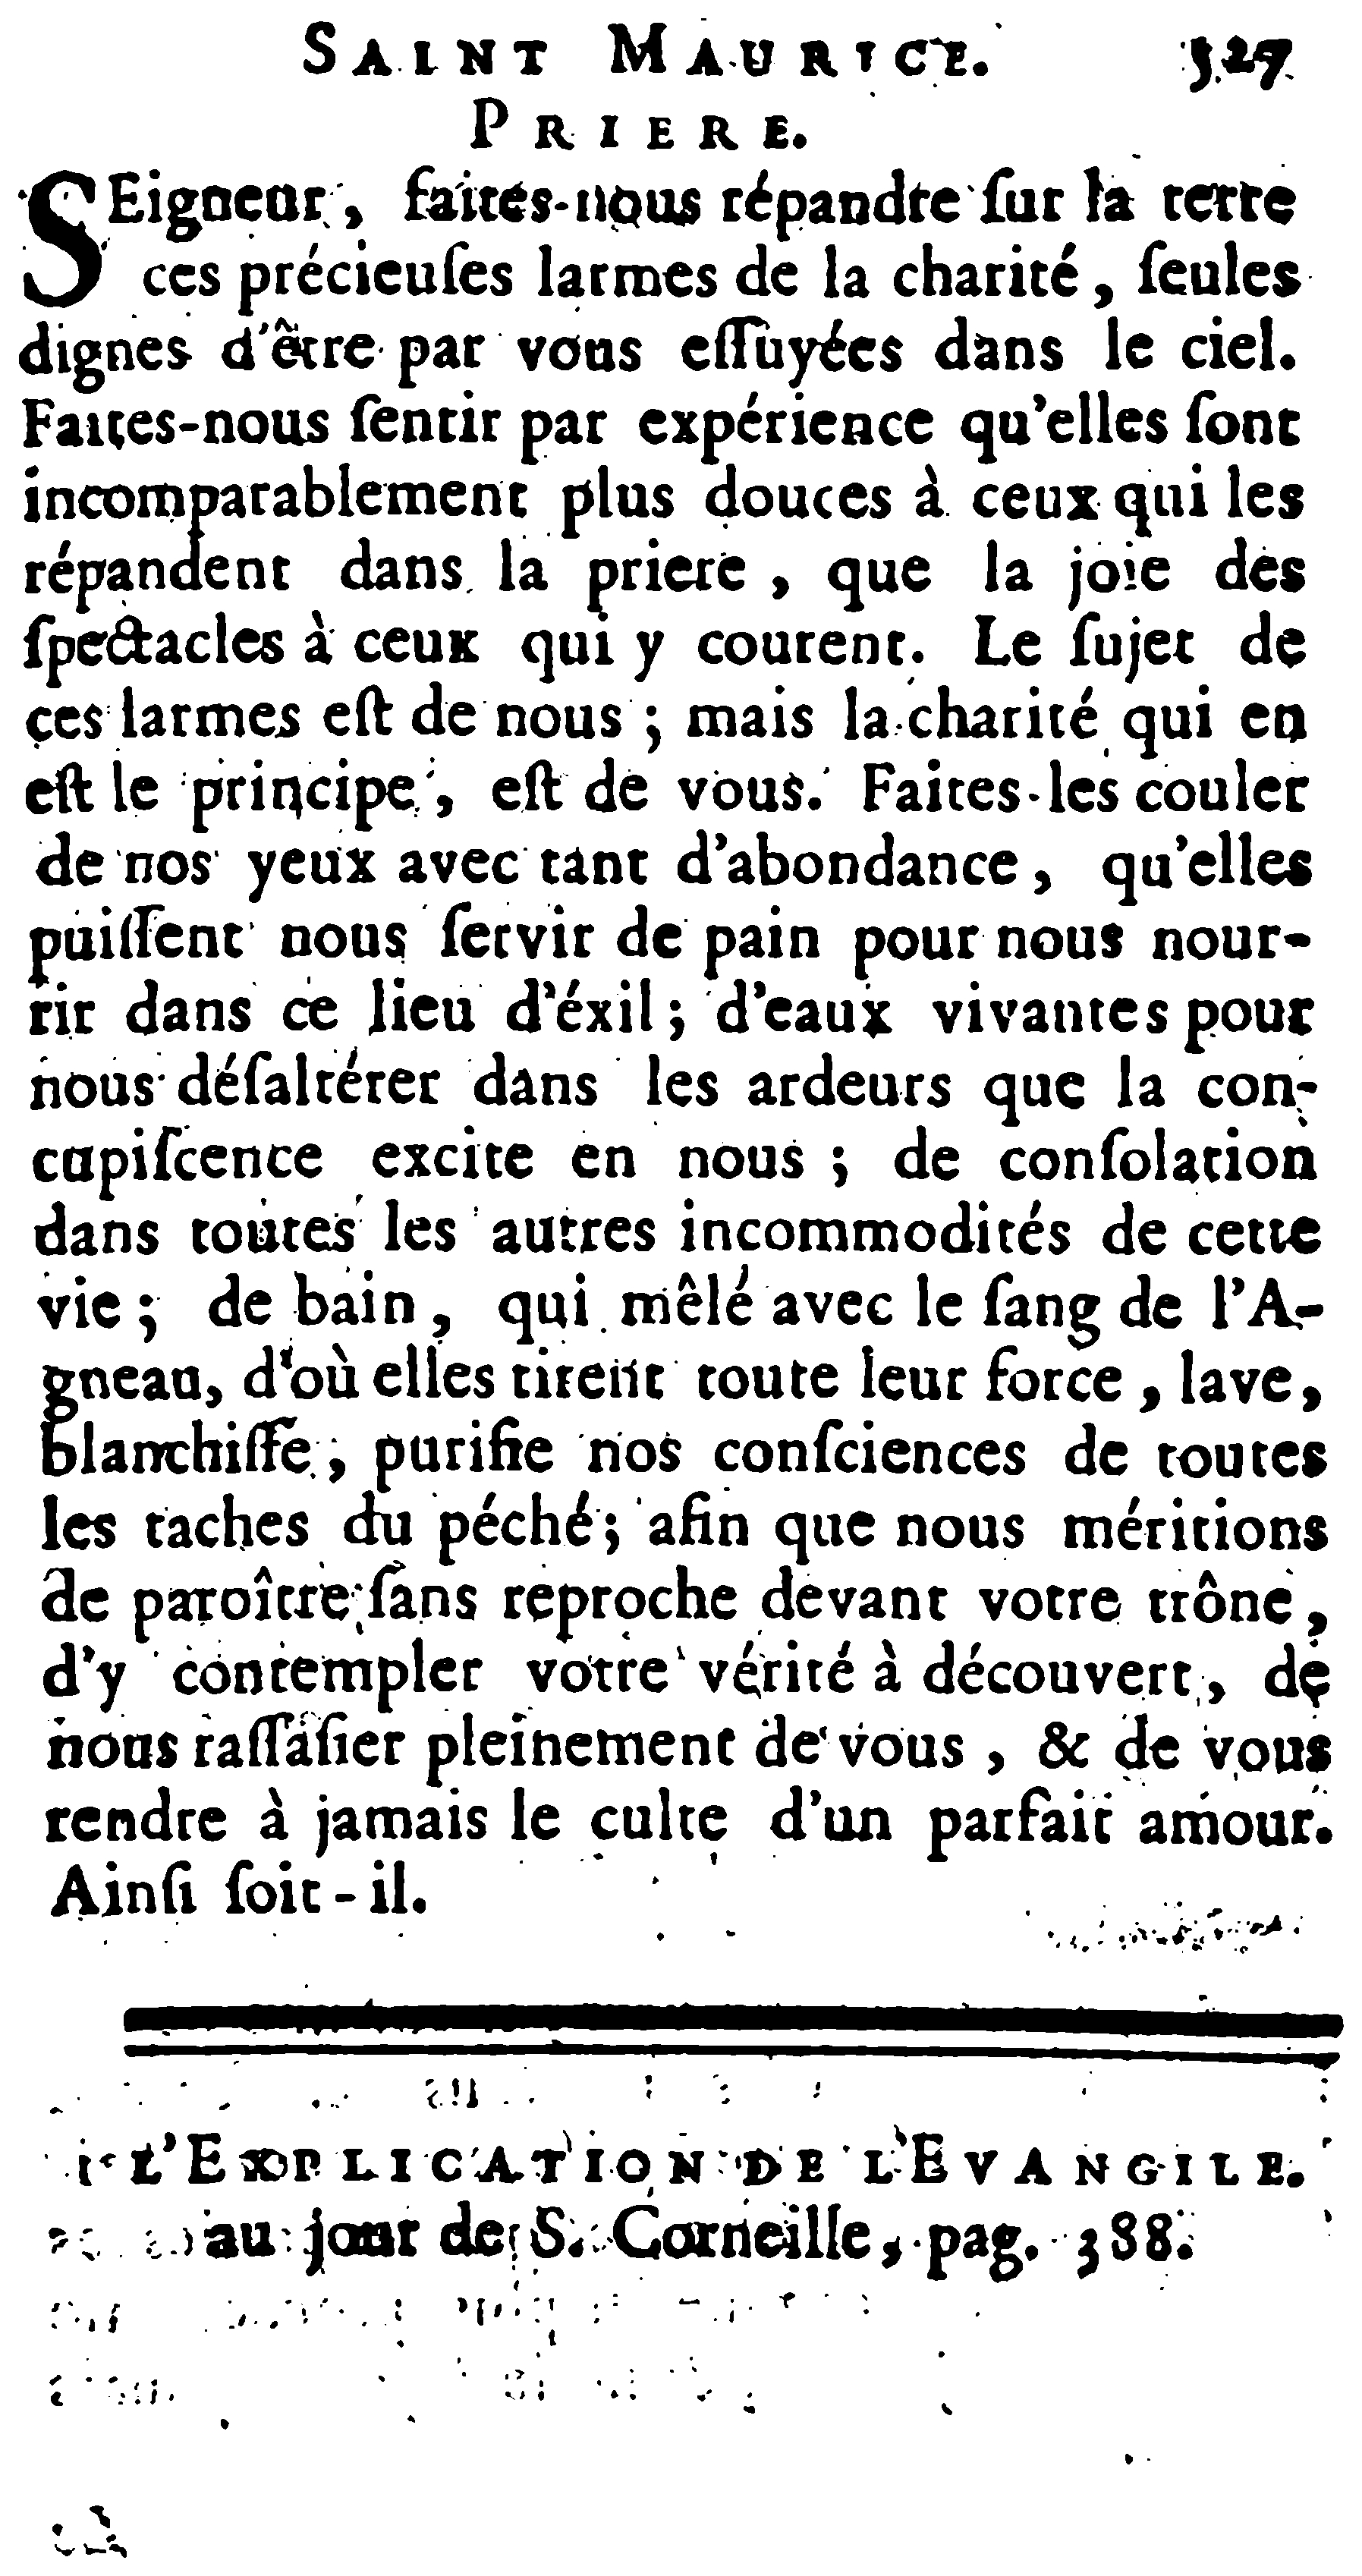 SAINT MAURICE. 527
PRIERE.
SEigneur, faites-nous répandre ſur la terre
ces précieuſes larmes de la charité, ſeules
dignes d'être par vous eſſuyées dans le ciel.
Faites-nous ſentir par expérience qu'elles ſont
incomparablement plus douces à ceux qui les
répandent dans la priere, que la joie des
ſpectacles à ceux qui y courent. Le ſujet de
ces larmes eſt de nous; mais la charité qui en
eſt le principe, eſt de vous. Faites-les couler
de nos yeux avec tant d'abondance, qu'elles
puiſſent nous ſervir de pain pour nous nour-
rir dans ce lieu d'éxil; d'eaux vivantes pour
nous déſaltérer dans les ardeurs que la con-
cupiſcence excite en nous; de conſolation
dans toutes les autres incommodités de cette
vie; de bain, qui mêlé avec le ſang de l'A-
gneau, d'où elles tirent toute leur force, lave,
blanchiſſe, purifie nos conſciences de toutes
les taches du péché; afin que nous méritions
de paroître ſans reproche devant votre trône,
d'y contempler votre vérité à découvert, de
nous raſſaſier pleinement de vous, & de vous
rendre à jamais le culte d'un parfait amour.
Ainſi ſoit-il.
L'EXPLICATION DE L'EVANGILE.
au jour de S. Corneille, pag. 388.